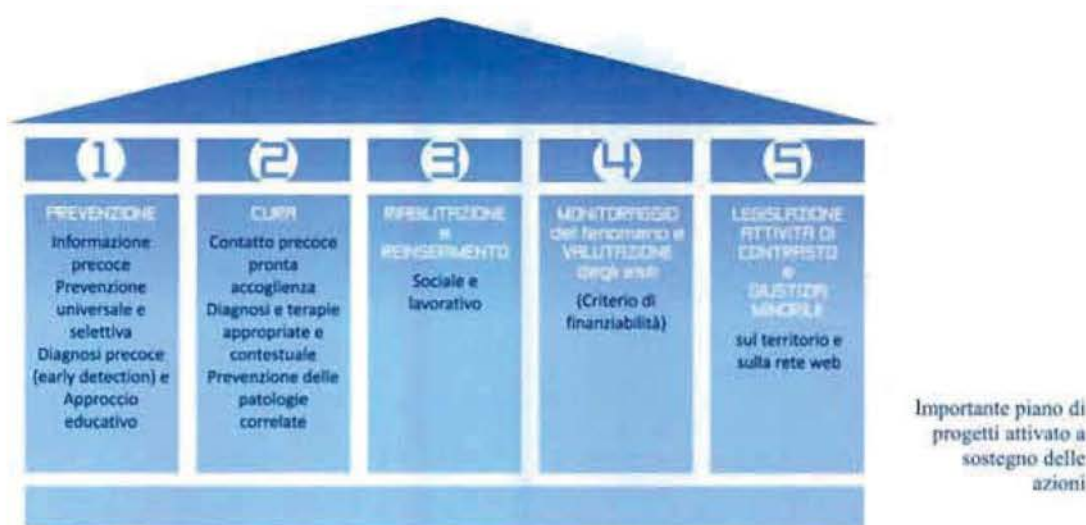 1
PREVENZIONE
Informazione
precoce
Prevenzione
universale e
selettiva
Diagnosi precoce
(early detection) e
Approccio
educativo
2
CURA
Contatto precoce
pronta
accoglienza
Diagnosi e terapie
appropriate e
contestuale
Prevenzione delle
patologie
correlate
3
RIABILITAZIONE
e
REINSERIMENTO
Sociale e
lavorativo
4
MONITORAGGIO
del fenomeno e
VALUTAZIONE
degli esiti
(Criterio di
finanziabilità)
5
LEGISLAZIONE
ATTIVITÀ DI
CONTRASTO
e
GIUSTIZIA
MINORILE
sul territorio e
sulla rete web
Importante piano di
progetti attivato a
sostegno delle
azioni